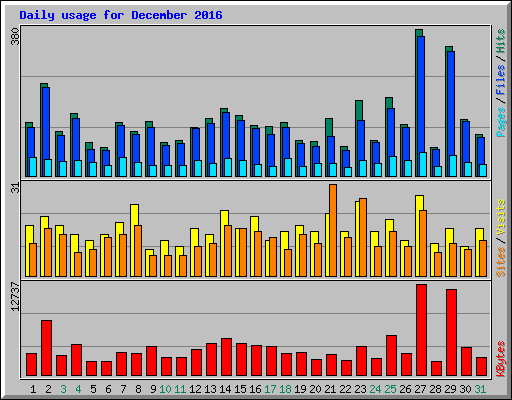 Daily usage for December 2016
380
Pages / Files / Hits
31
Sites / Visits
12737
KBytes
1 2 3 4 5 6 7 8 9 10 11 12 13 14 15 16 17 18 19 20 21 22 23 24 25 26 27 28 29 30 31